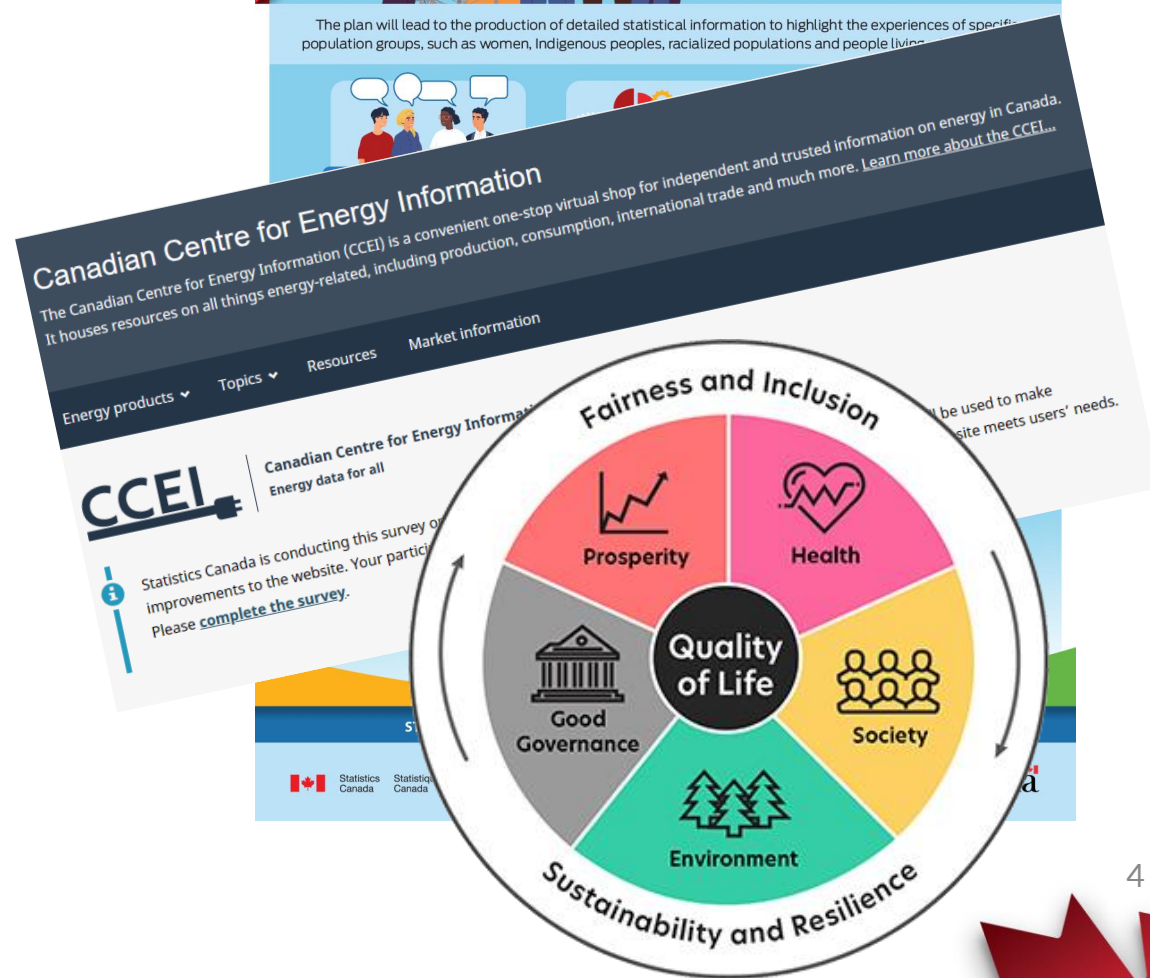 The plan will lead to the production of detailed statistical information to highlight the experiences of specific
population groups, such as women, Indigenous peoples, racialized populations and people living
Canadian Centre for Energy Information
The Canadian Centre for Energy Information (CCEI) is a convenient one-stop virtual shop for independent and trusted information on energy in Canada.
It houses resources on all things energy-related, including production, consumption, international trade and much more. Learn more about the CCEI...
Energy products Topics Resources Market information
CCEI
Canadian Centre for Energy
Energy data for all
Statistics Canada is conducting this survey
be used to make
improvements to the website. Your
site meets users' needs.
Please complete the survey.
Fairness and Inclusion
Prosperity
Health
Quality
of Life
Good
Governance
Society
Environment
Sustainability and Resilience
Statistics
Canada
Canada
4